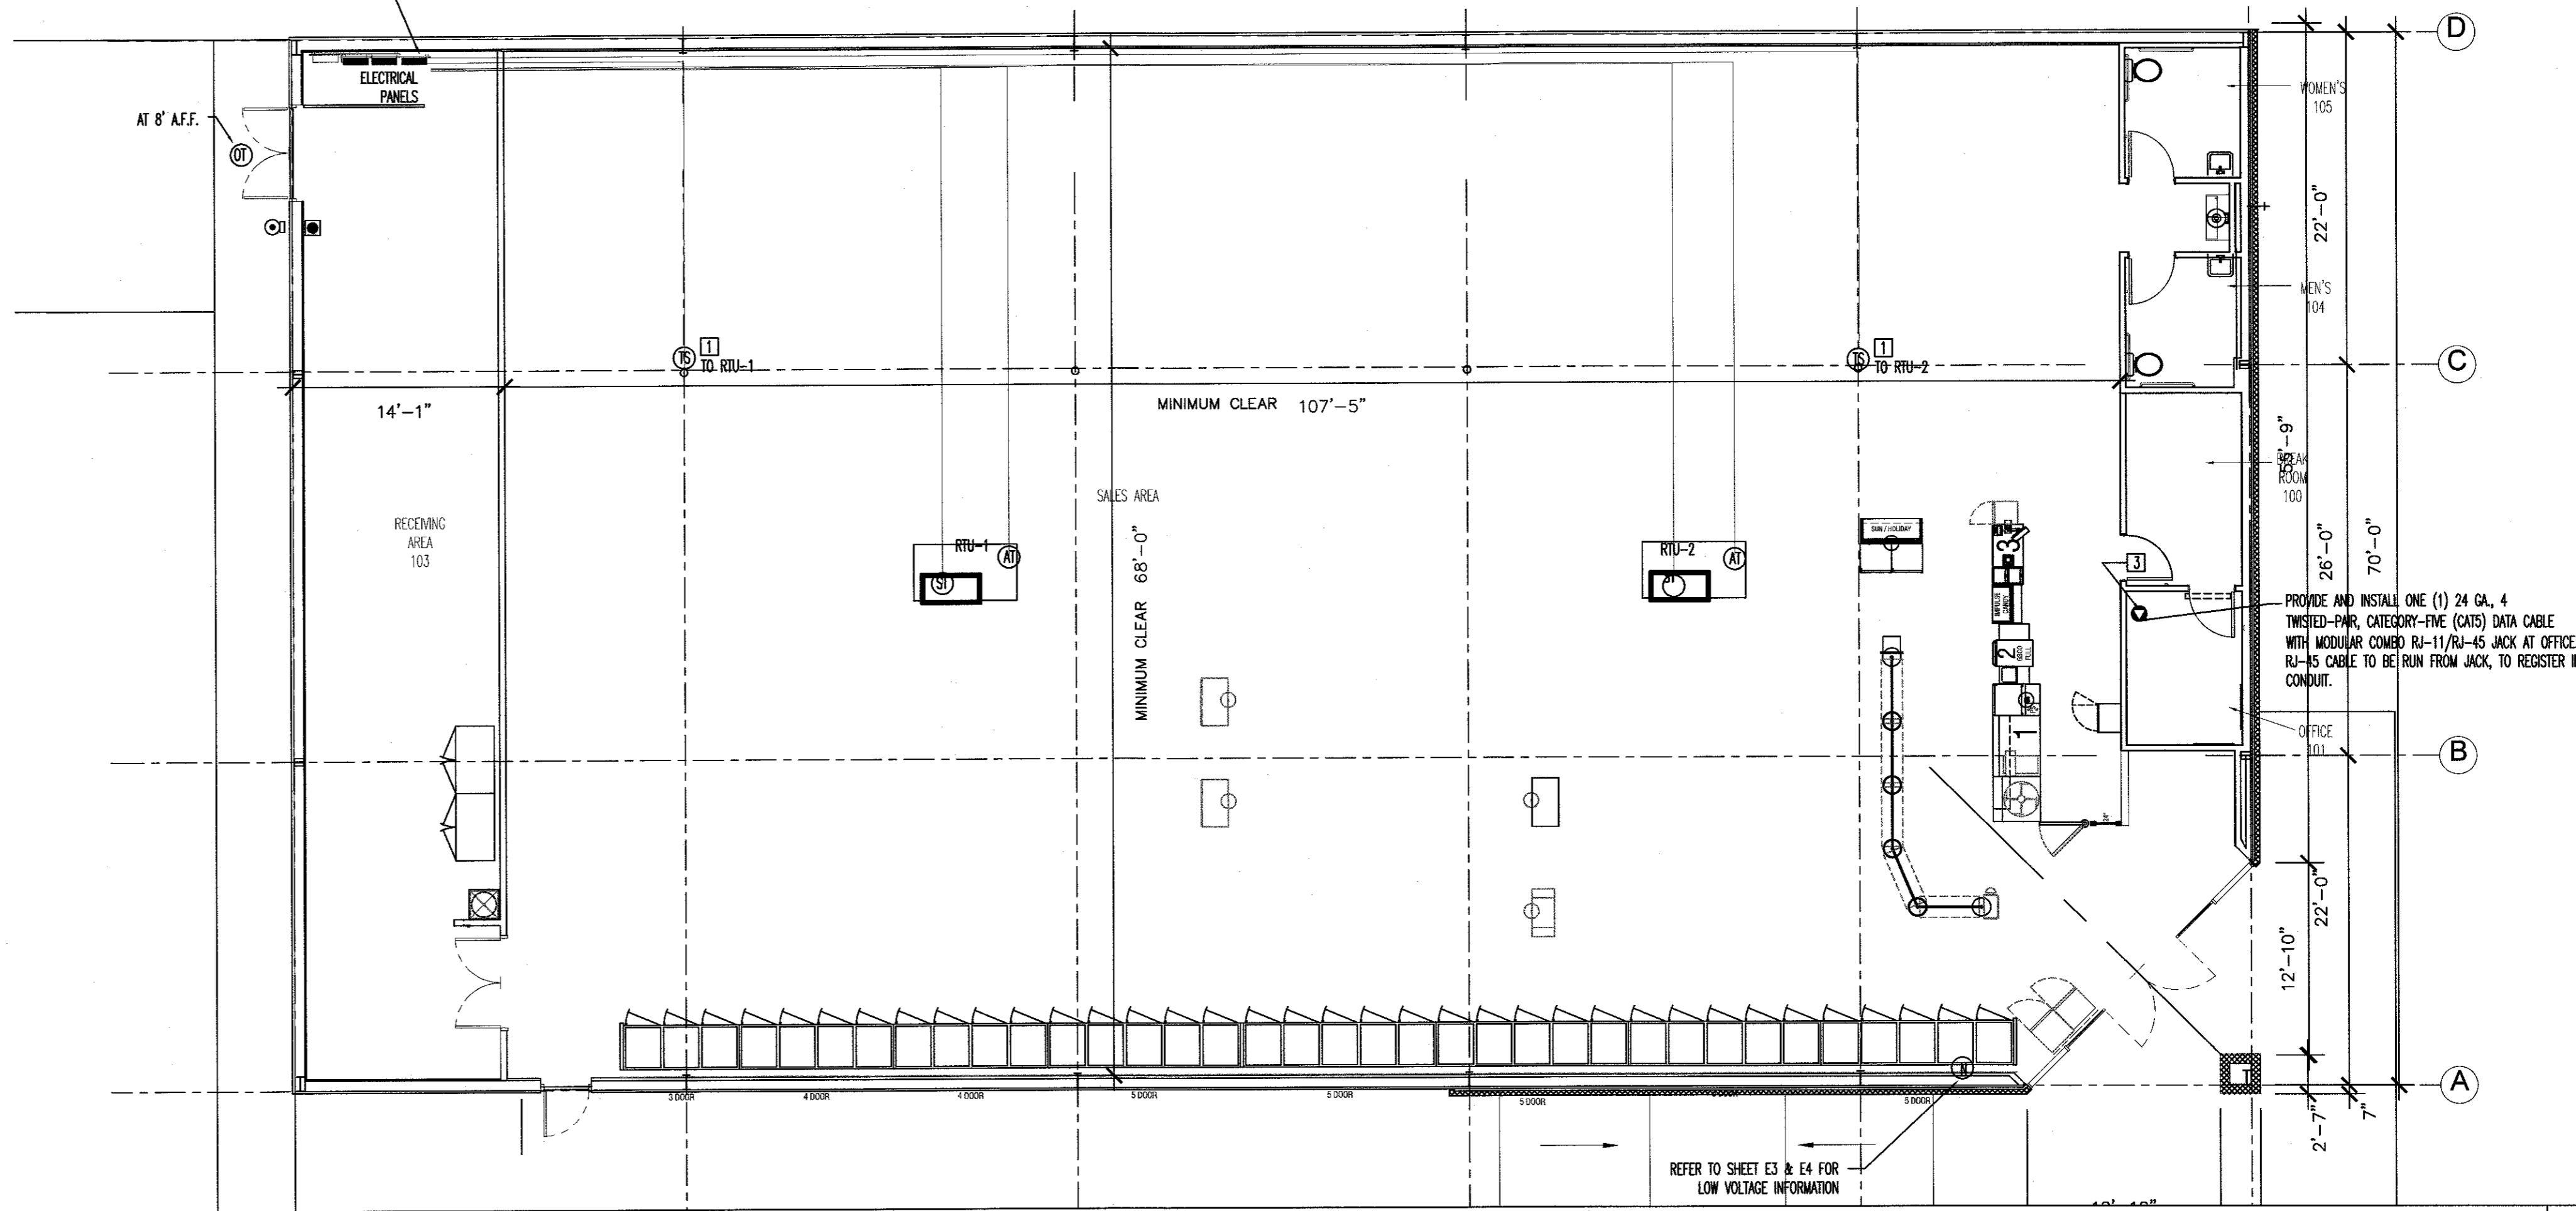 D
ELECTRICAL
PANELS
WOMEN'S
105
AT 8' A.F.F.
OT
22'-0"
MEN'S
104
TS
1
TO RTU-1
TS
1
TO RTU-2
C
14'-1"
MINIMUM CLEAR 107'-5"
BREAK
ROOM
100
SALES AREA
RECEIVING
AREA
103
MINIMUM CLEAR 68'-0"
RTU-1
AT
ST
RTU-2
AT
ST
SUN / HOLIDAY
3
IMPULSE
CANDY
2
FULL
1
3
26'-0"
70'-0"
PROVIDE AND INSTALL ONE (1) 24 GA., 4
TWISTED-PAIR, CATEGORY-FIVE (CAT5) DATA CABLE
WITH MODULAR COMBO RJ-11/RJ-45 JACK AT OFFICE
RJ-45 CABLE TO BE RUN FROM JACK, TO REGISTER
CONDUIT.
OFFICE
101
B
24"
22'-0"
12'-10"
N
T
A
3 DOOR
4 DOOR
4 DOOR
5 DOOR
5 DOOR
5 DOOR
5 DOOR
2'-7"
7"
REFER TO SHEET E3 & E4 FOR
LOW VOLTAGE INFORMATION